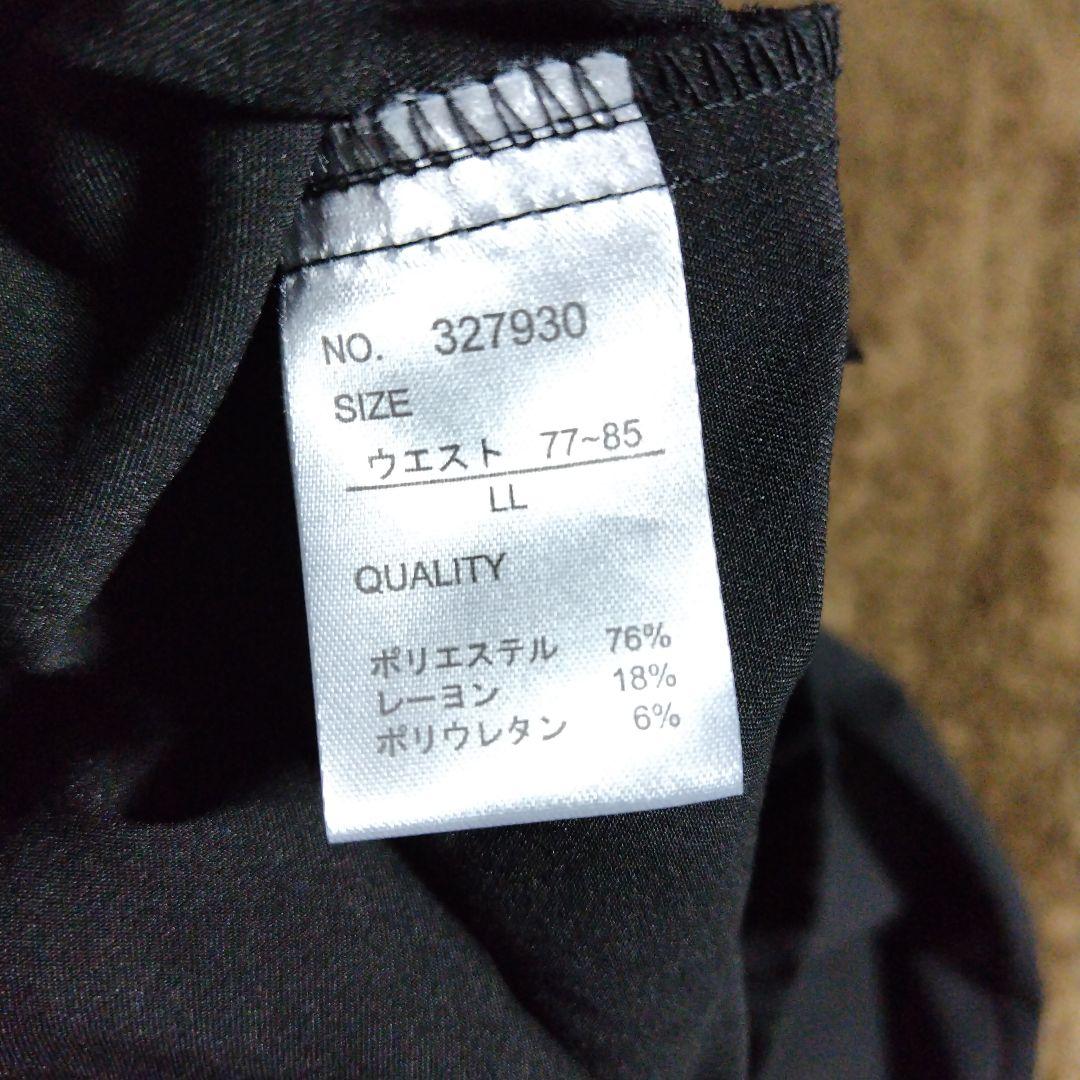 NO. 327930
SIZE
ウエスト 77~85
LL
QUALITY
ポリエステル 76%
レーヨン 18%
ポリウレタン 6%